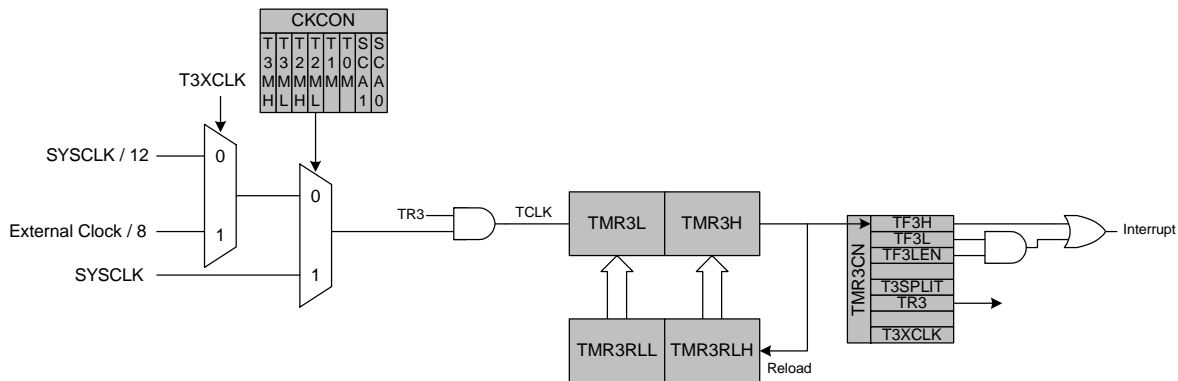 CKCON
T3MH
T3ML
T2MH
T2ML
T1M
T0M
SCA1
SCA0
T3XCLK
SYSCLK / 12
0
External Clock / 8
1
SYSCLK
0
1
TR3
TCLK
TMR3L
TMR3H
TMR3RLL
TMR3RLH
Reload
TMR3CN
TF3H
TF3L
TF3LEN
T3SPLIT
TR3
T3XCLK
Interrupt